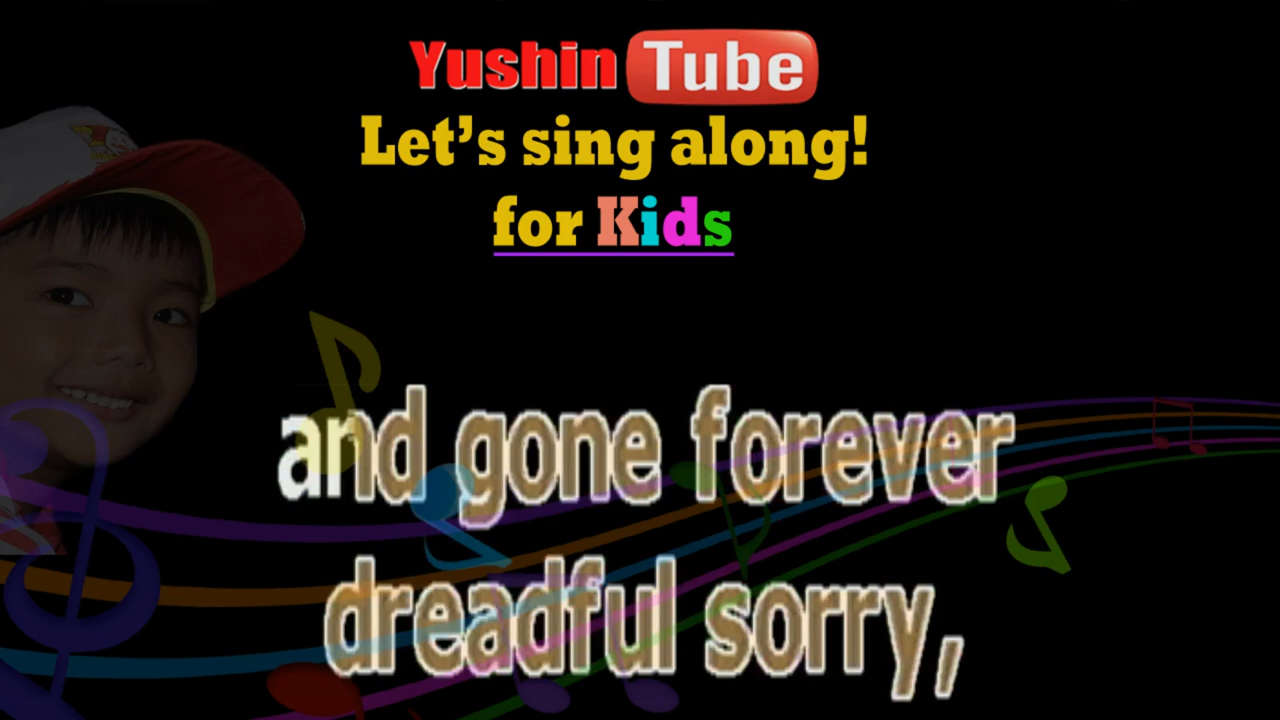 Yushin Tube
Let's sing along!
for Kids
and gone forever
dreadful sorry,